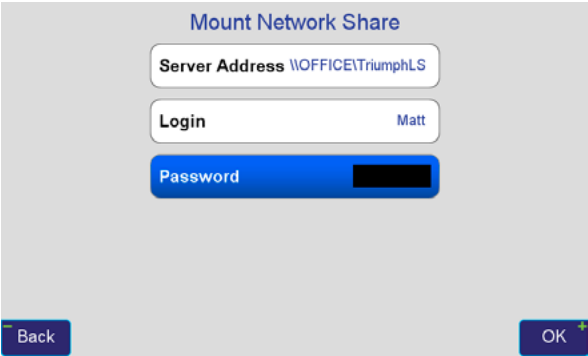 Mount Network Share
Server Address \\OFFICE\TriumphLS
Login Matt
Password
- Back OK +